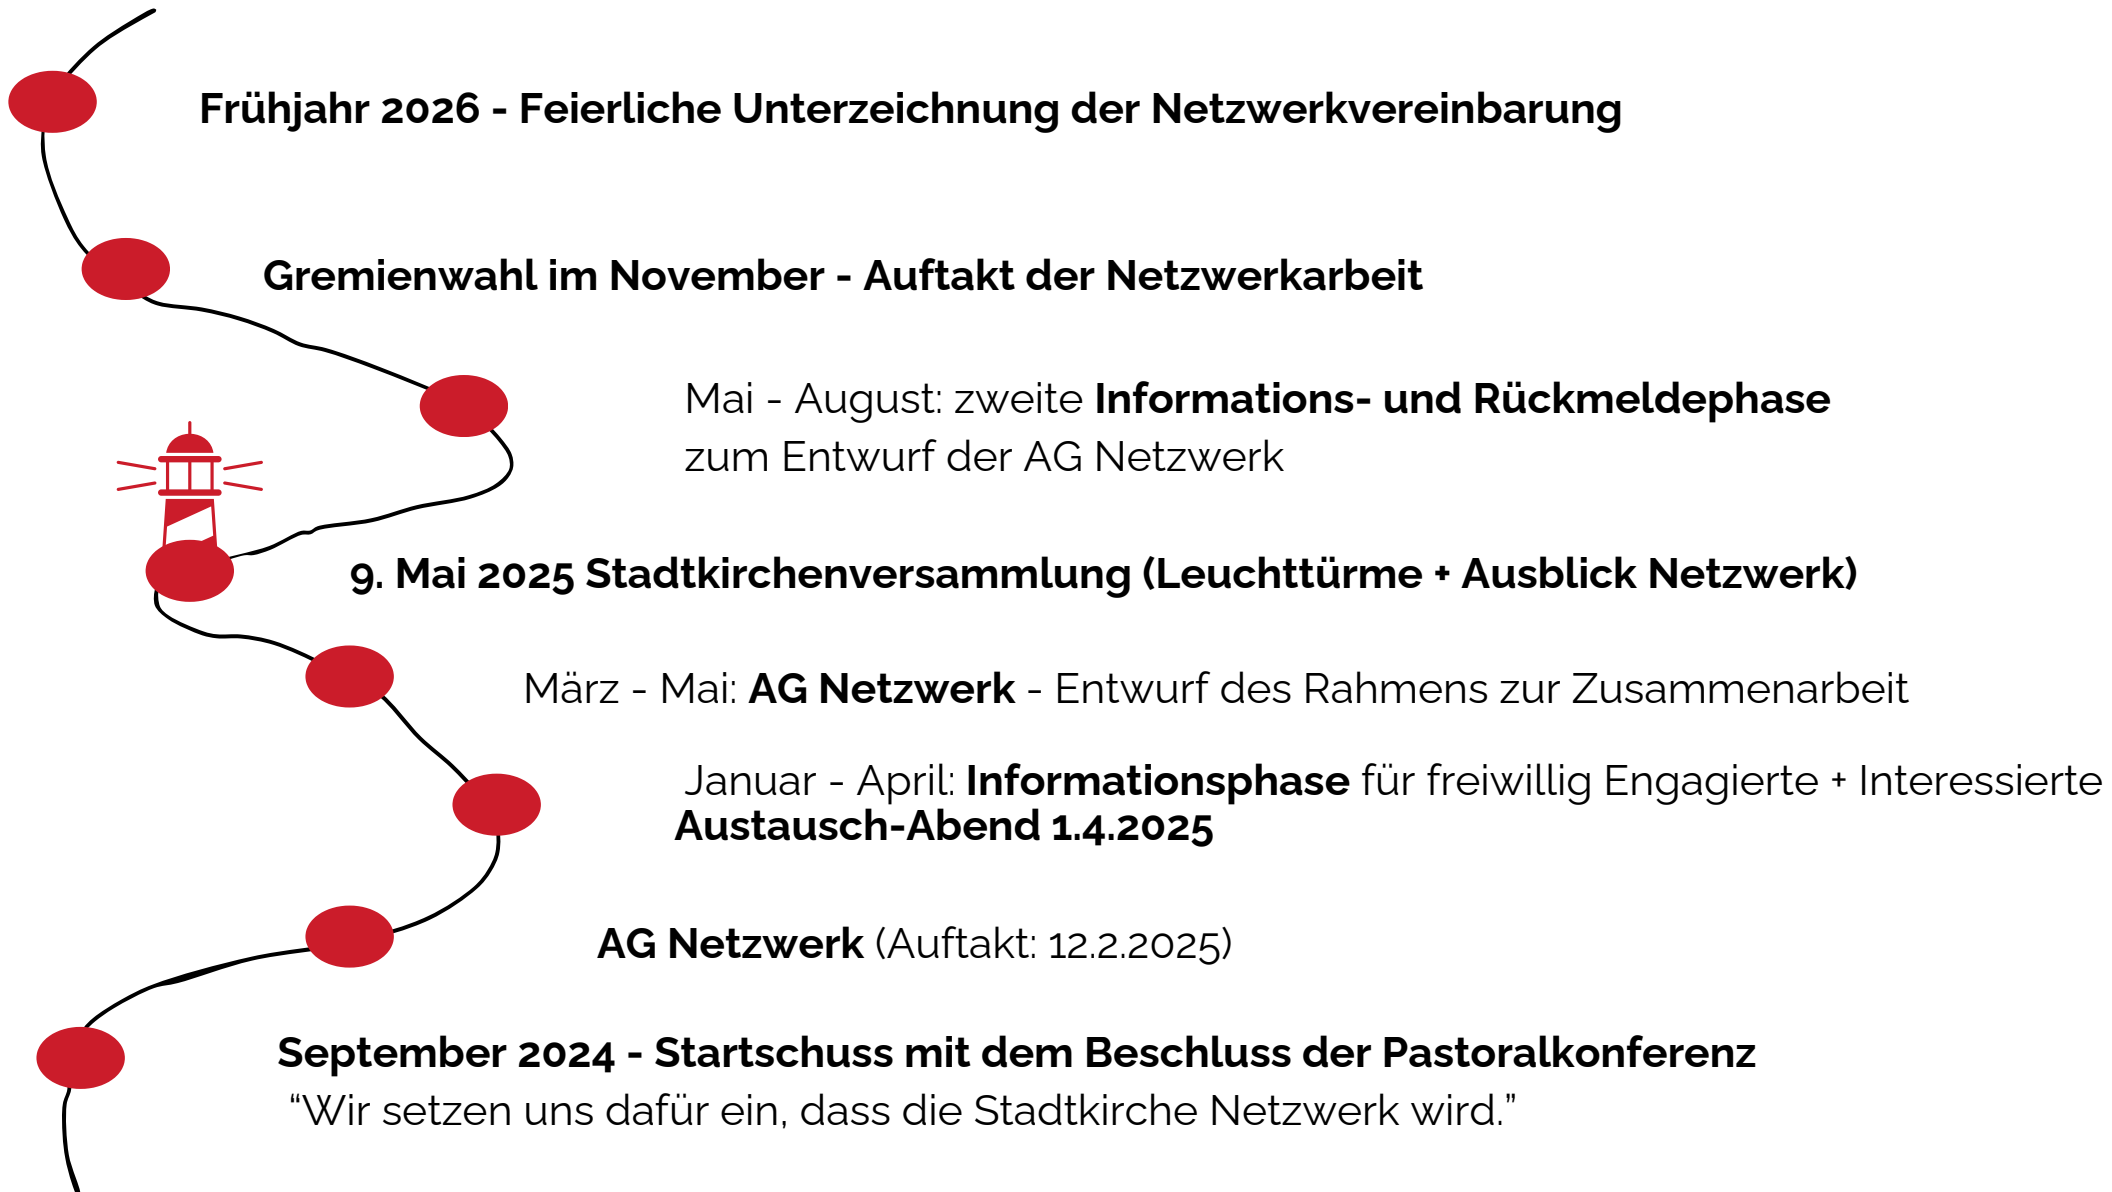 Frühjahr 2026 - Feierliche Unterzeichnung der Netzwerkvereinbarung
Gremienwahl im November - Auftakt der Netzwerkarbeit
Mai - August: zweite Informations- und Rückmeldephase
zum Entwurf der AG Netzwerk
9. Mai 2025 Stadtkirchenversammlung (Leuchttürme + Ausblick Netzwerk)
März - Mai: AG Netzwerk - Entwurf des Rahmens zur Zusammenarbeit
Januar - April: Informationsphase für freiwillig Engagierte + Interessierte
Austausch-Abend 1.4.2025
AG Netzwerk (Auftakt: 12.2.2025)
September 2024 - Startschuss mit dem Beschluss der Pastoralkonferenz
“Wir setzen uns dafür ein, dass die Stadtkirche Netzwerk wird.”